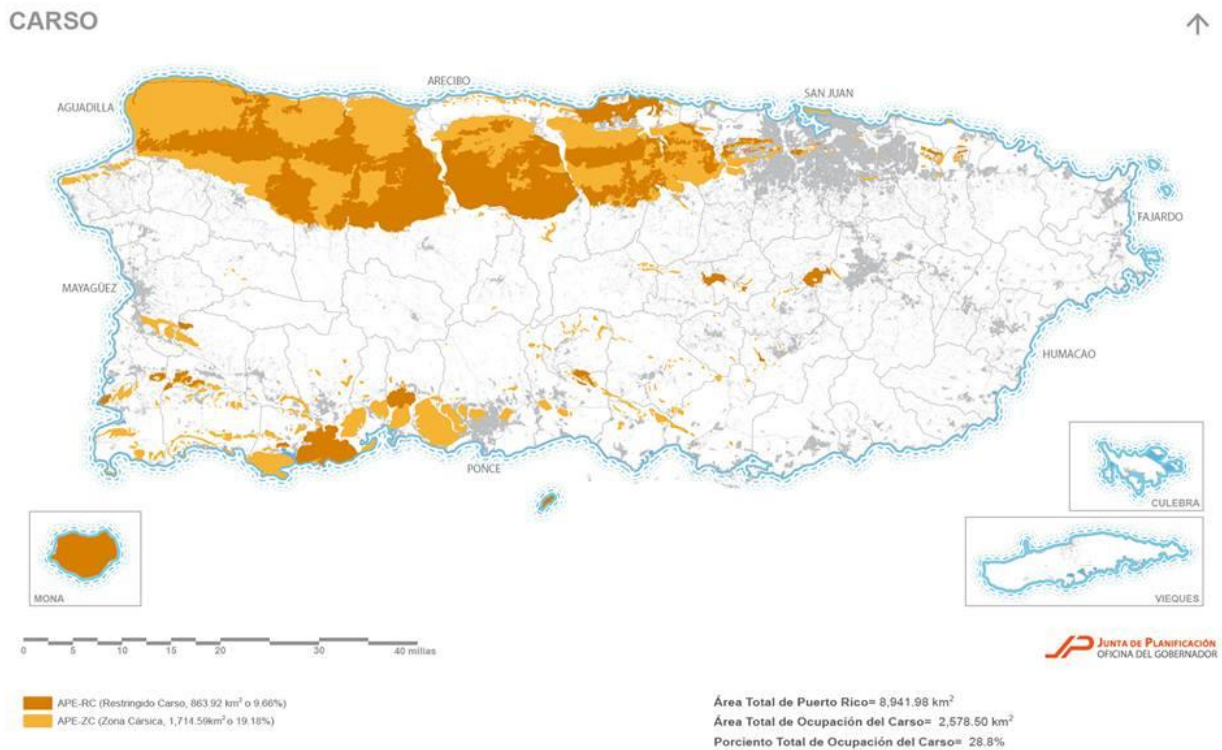 CARSO
ARECIBO
AGUADILLA
SAN JUAN
FAJARDO
MAYAGÜEZ
HUMACAO
PONCE
CULEBRA
MONA
VIEQUES
0 5 10 15 20 30 40 millas
JP JUNTA DE PLANIFICACIÓN
OFICINA DEL GOBERNADOR
APE-RC (Restringido Carso, 863.92 km² o 9.66%)
APE-ZC (Zona Cársica, 1,714.59km² o 19.18%)
Área Total de Puerto Rico= 8,941.98 km²
Área Total de Ocupación del Carso= 2,578.50 km²
Porciento Total de Ocupación del Carso= 28.8%